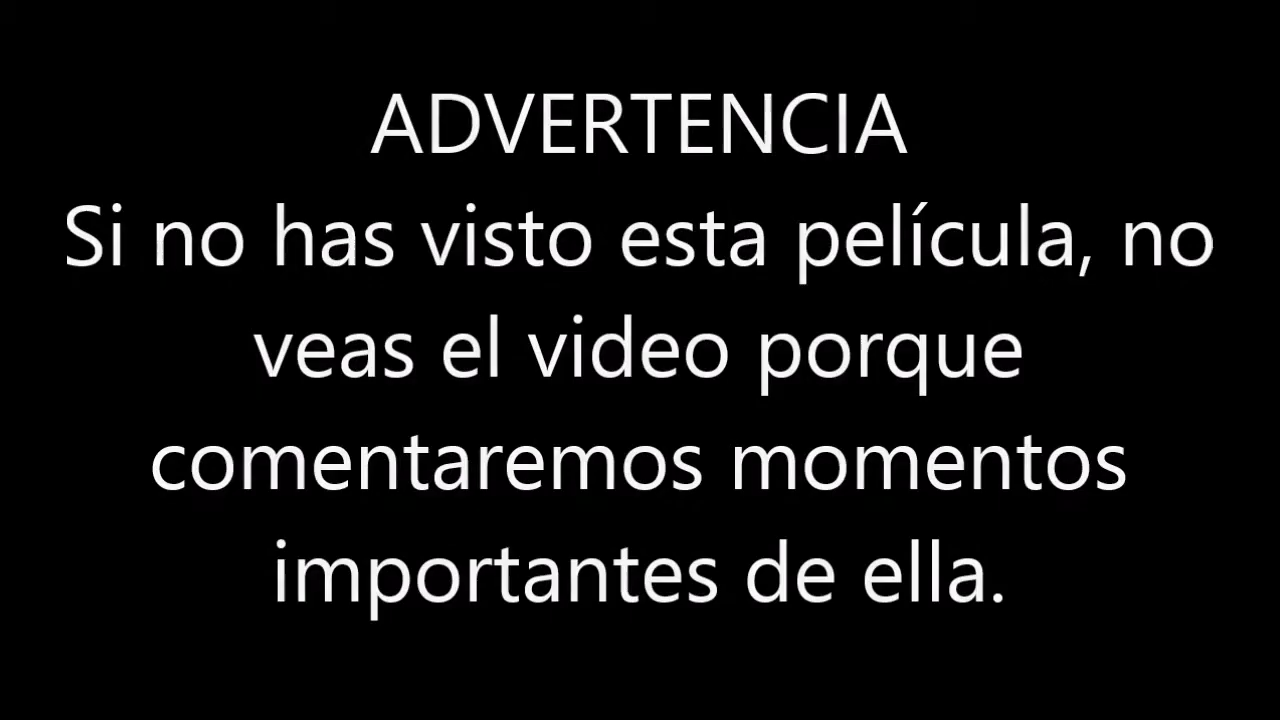 ADVERTENCIA
Si no has visto esta película, no
veas el video porque
comentaremos momentos
importantes de ella.